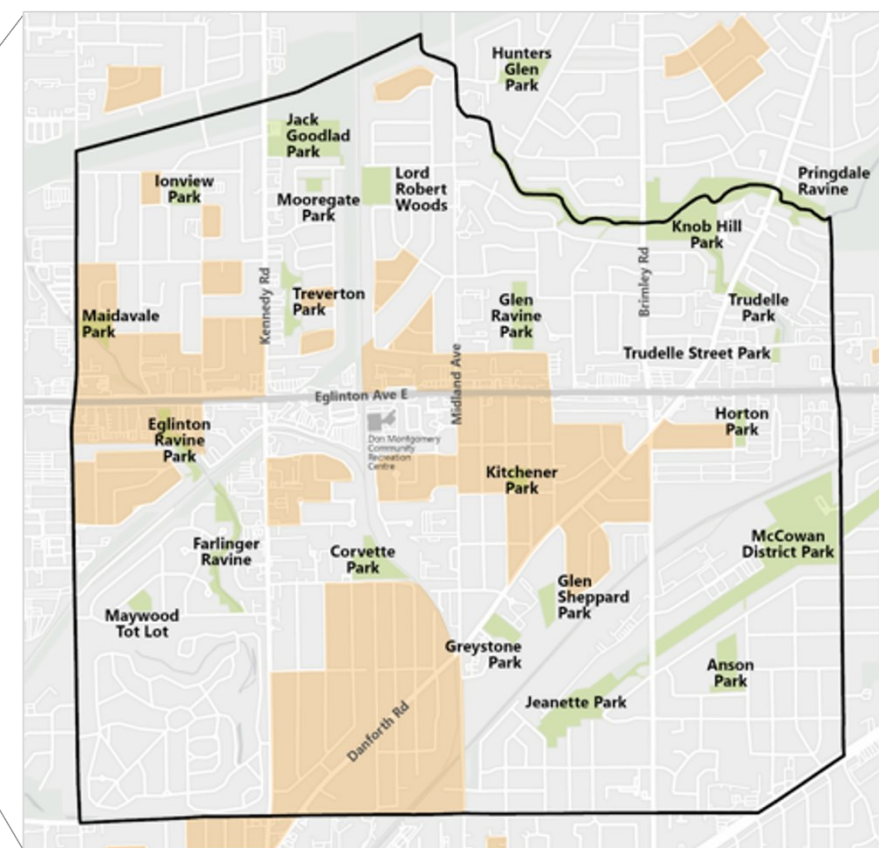 Hunters
Glen
Park
Jack
Goodlad
Park
Ionview
Park
Mooregate
Park
Lord
Robert
Woods
Pringdale
Ravine
Knob Hill
Park
Kennedy Rd
Treverton
Park
Glen
Ravine
Park
Brimley Rd
Trudelle
Park
Maidavale
Park
Trudelle Street Park
Midland Ave
Eglinton Ave E
Eglinton
Ravine
Park
Don Montgomery
Community
Recreation
Centre
Horton
Park
Kitchener
Park
Farlinger
Ravine
Corvette
Park
McCowan
District Park
Glen
Sheppard
Park
Maywood
Tot Lot
Greystone
Park
Anson
Park
Jeanette Park
Danforth Rd